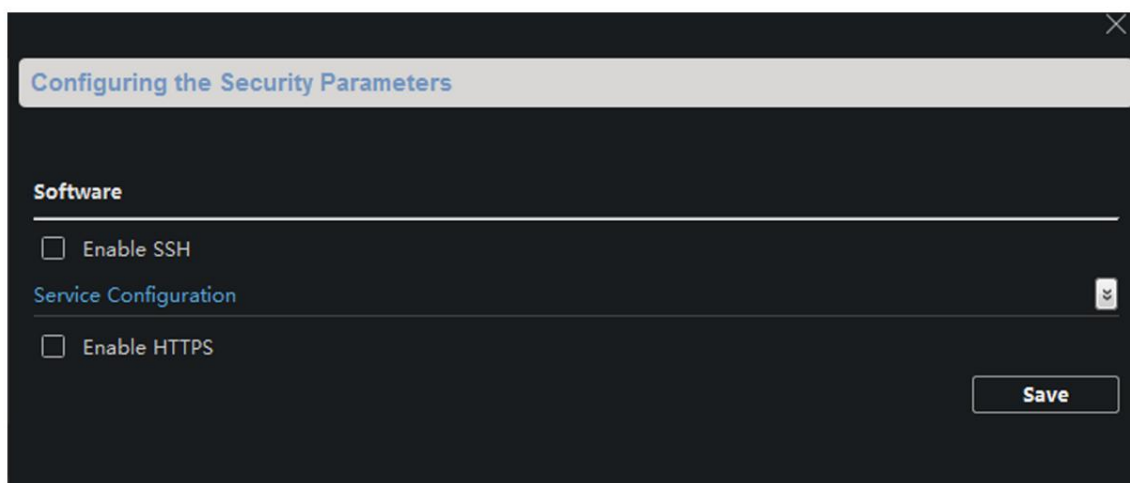 Configuring the Security Parameters
Software
Enable SSH
Service Configuration
Enable HTTPS
Save